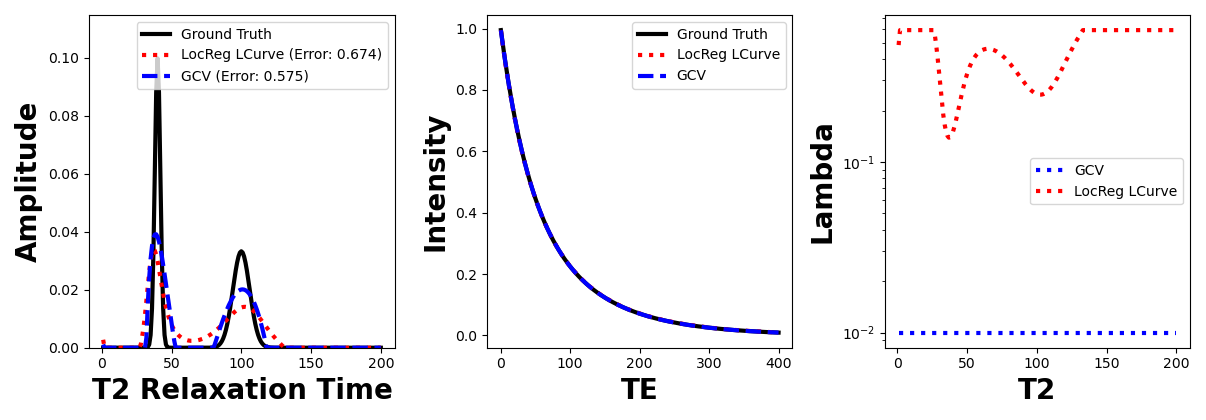 Amplitude
0.10
0.08
0.06
0.04
0.02
0.00
Ground Truth
LocReg LCurve (Error: 0.674)
GCV (Error: 0.575)
0 50 100 150 200
T2 Relaxation Time
Intensity
1.0
0.8
0.6
0.4
0.2
0.0
Ground Truth
LocReg LCurve
GCV
0 100 200 300 400
TE
Lambda
10⁻¹
10⁻²
GCV
LocReg LCurve
0 50 100 150 200
T2